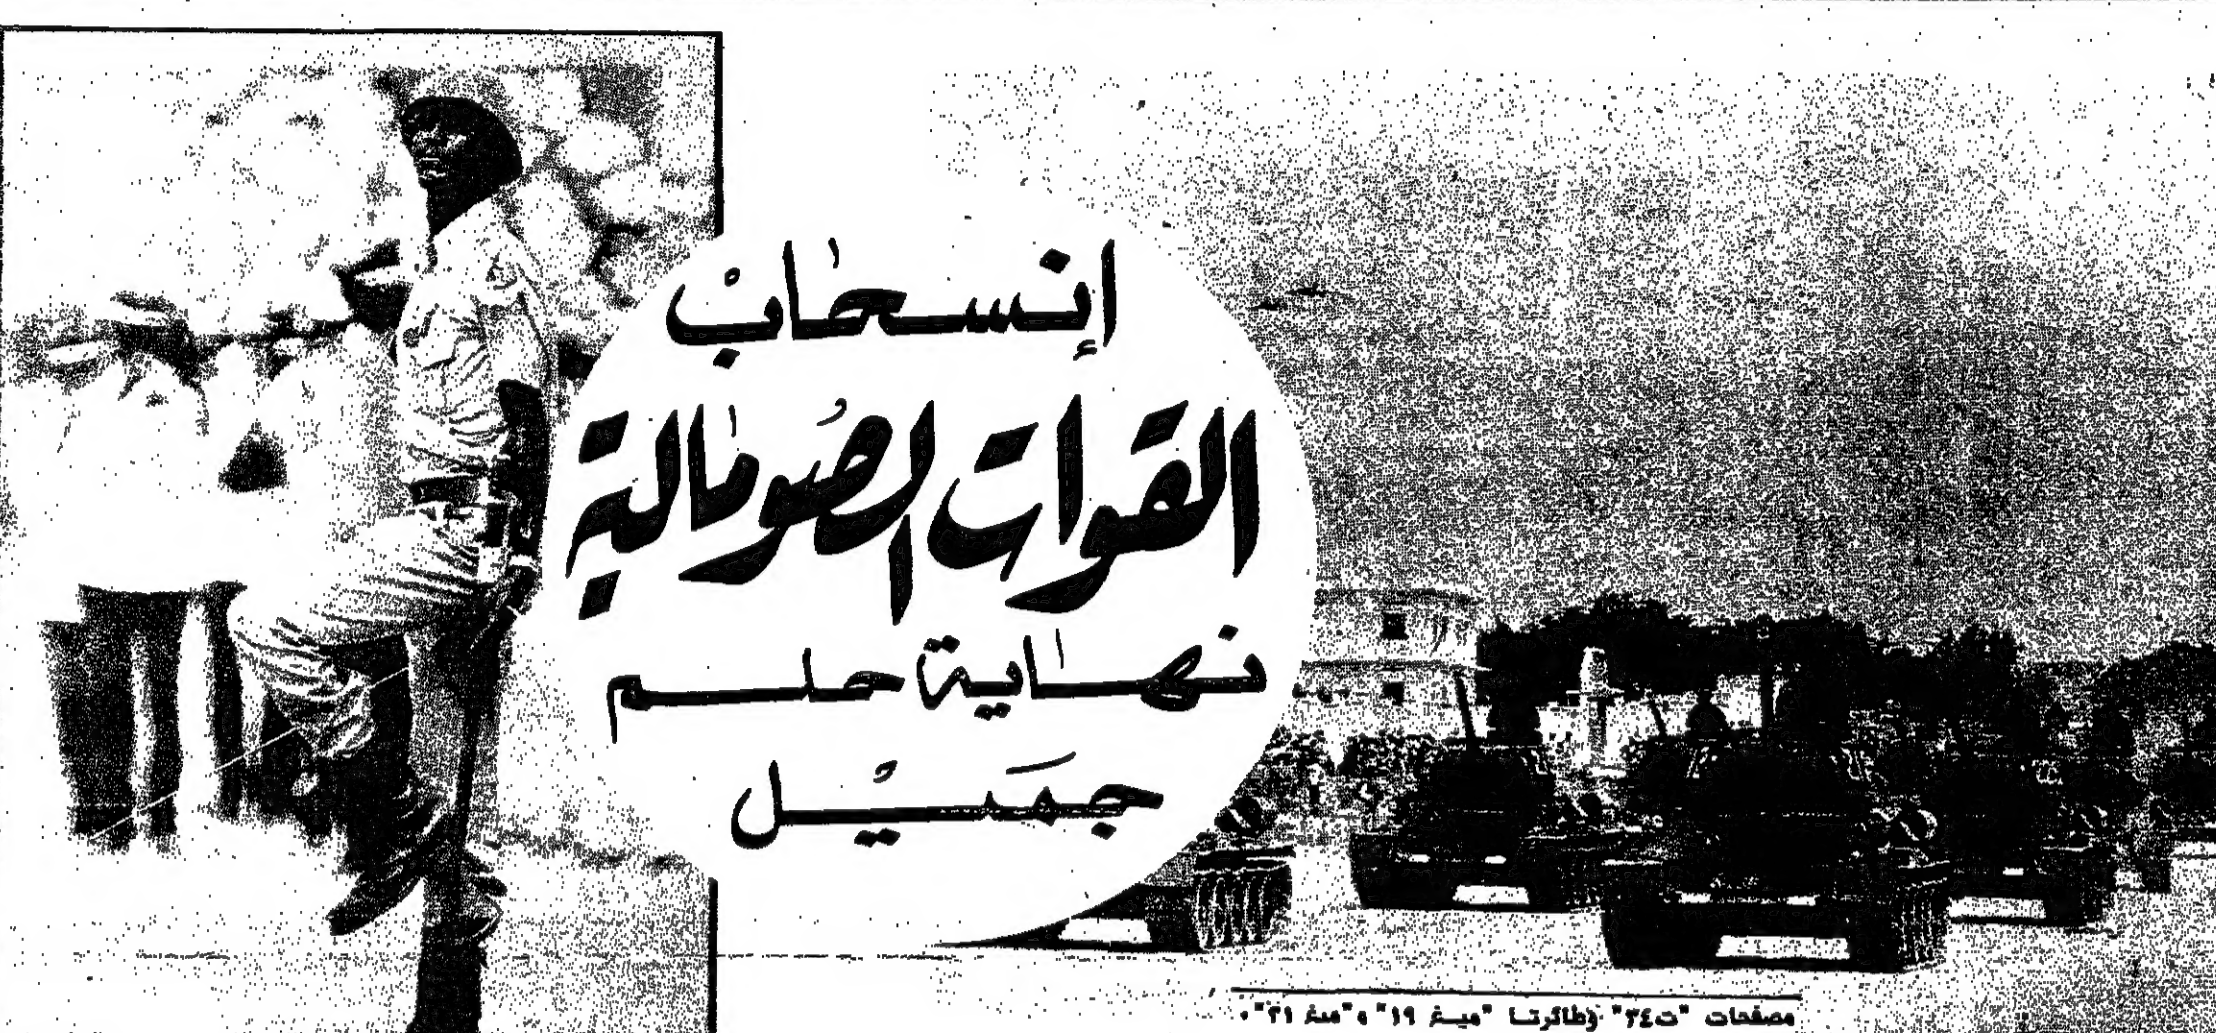 إنسحاب
القوات الصومالية
نهاية حلم
جميل
مصفحات "ت٣٤" وطائرتا "ميغ ١٩" و"ميغ ٢١".